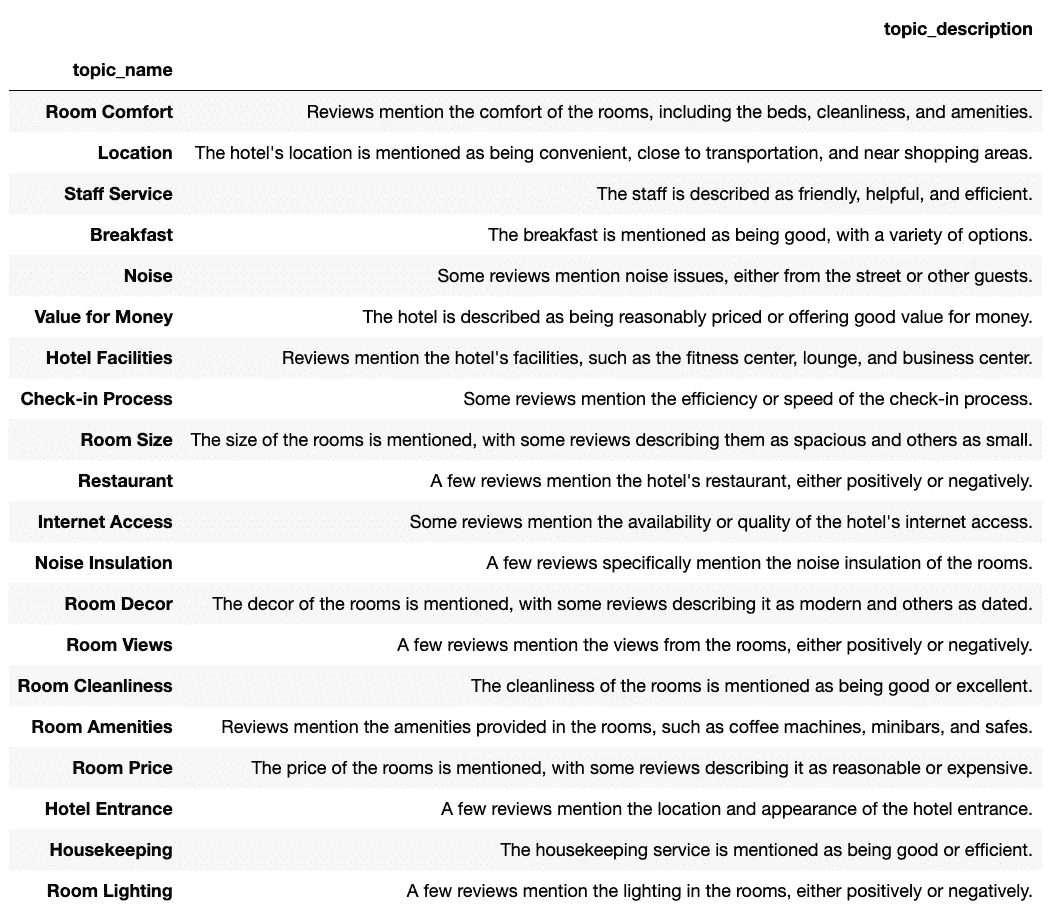 topic_description
topic_name
Room Comfort Reviews mention the comfort of the rooms, including the beds, cleanliness, and amenities.
Location The hotel's location is mentioned as being convenient, close to transportation, and near shopping areas.
Staff Service The staff is described as friendly, helpful, and efficient.
Breakfast The breakfast is mentioned as being good, with a variety of options.
Noise Some reviews mention noise issues, either from the street or other guests.
Value for Money The hotel is described as being reasonably priced or offering good value for money.
Hotel Facilities Reviews mention the hotel's facilities, such as the fitness center, lounge, and business center.
Check-in Process Some reviews mention the efficiency or speed of the check-in process.
Room Size The size of the rooms is mentioned, with some reviews describing them as spacious and others as small.
Restaurant A few reviews mention the hotel's restaurant, either positively or negatively.
Internet Access Some reviews mention the availability or quality of the hotel's internet access.
Noise Insulation A few reviews specifically mention the noise insulation of the rooms.
Room Decor The decor of the rooms is mentioned, with some reviews describing it as modern and others as dated.
Room Views A few reviews mention the views from the rooms, either positively or negatively.
Room Cleanliness The cleanliness of the rooms is mentioned as being good or excellent.
Room Amenities Reviews mention the amenities provided in the rooms, such as coffee machines, minibars, and safes.
Room Price The price of the rooms is mentioned, with some reviews describing it as reasonable or expensive.
Hotel Entrance A few reviews mention the location and appearance of the hotel entrance.
Housekeeping The housekeeping service is mentioned as being good or efficient.
Room Lighting A few reviews mention the lighting in the rooms, either positively or negatively.